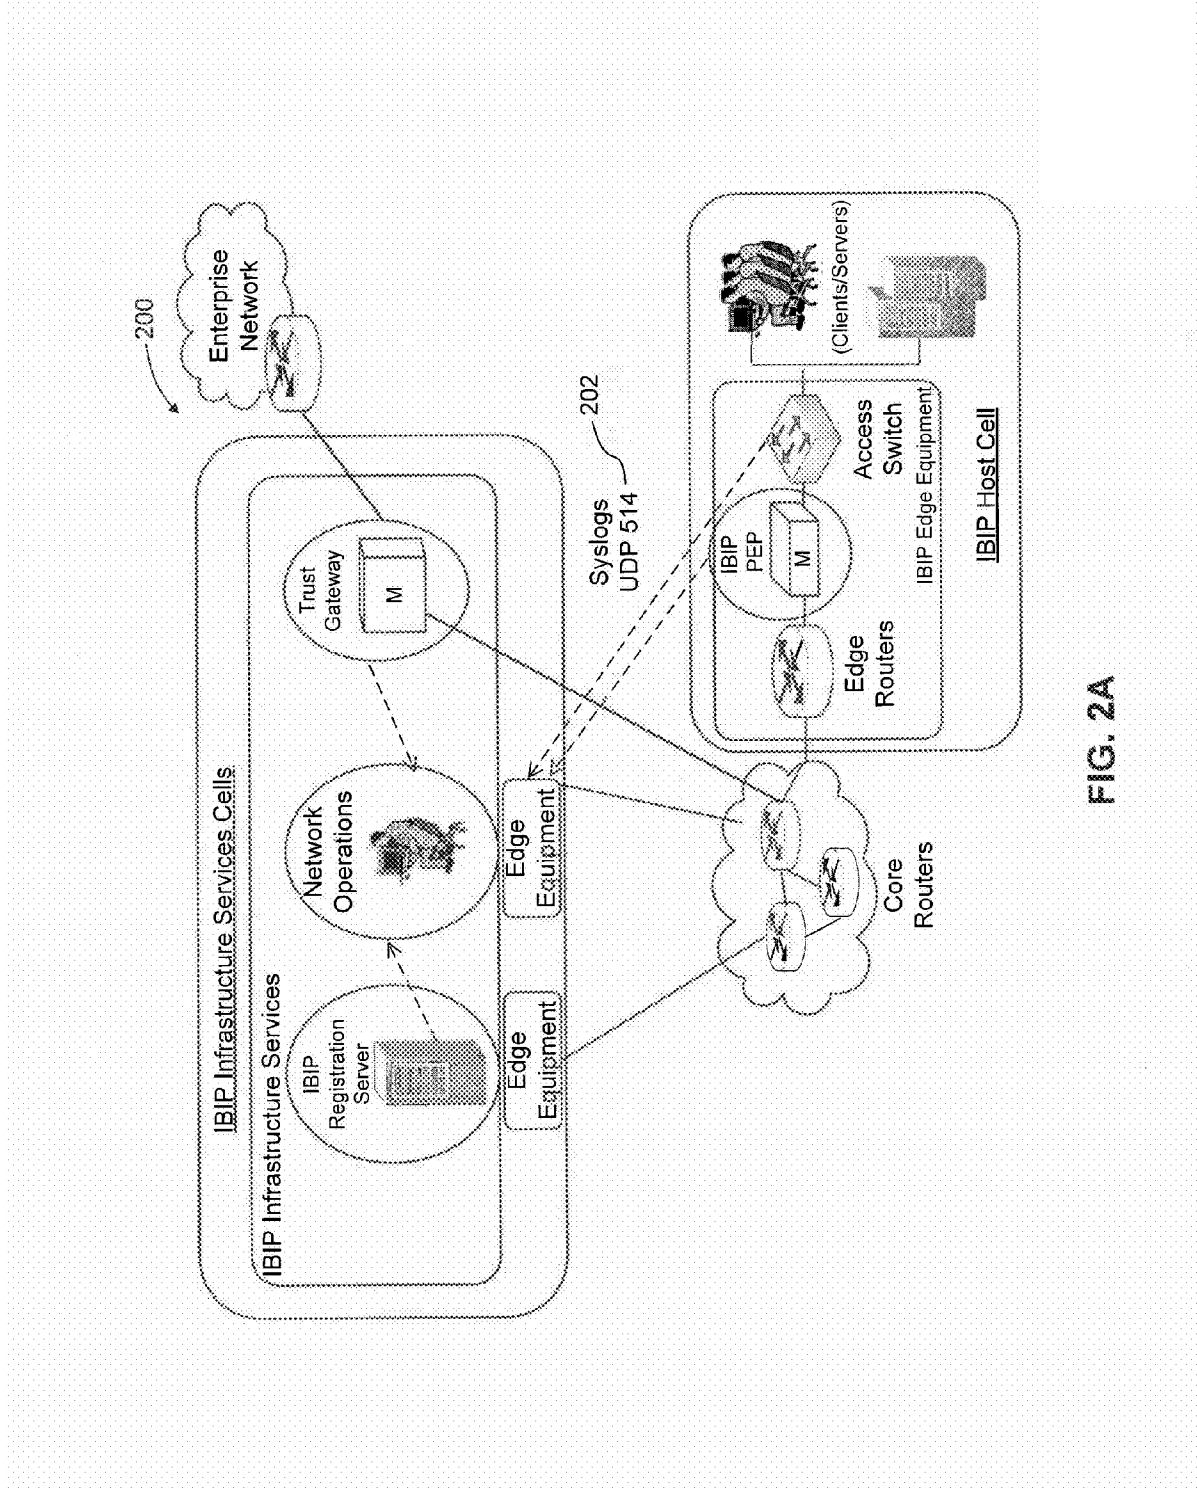 200
Enterprise
Network
IBIP Infrastructure Services Cells
IBIP Infrastructure Services
IBIP
Registration
Server
Network
Operations
Trust
Gateway
M
Edge
Equipment
Edge
Equipment
Syslogs
UDP 514
202
Core
Routers
Edge
Routers
IBIP
PEP
M
Access
Switch
(Clients/Servers)
IBIP Edge Equipment
IBIP Host Cell
FIG. 2A